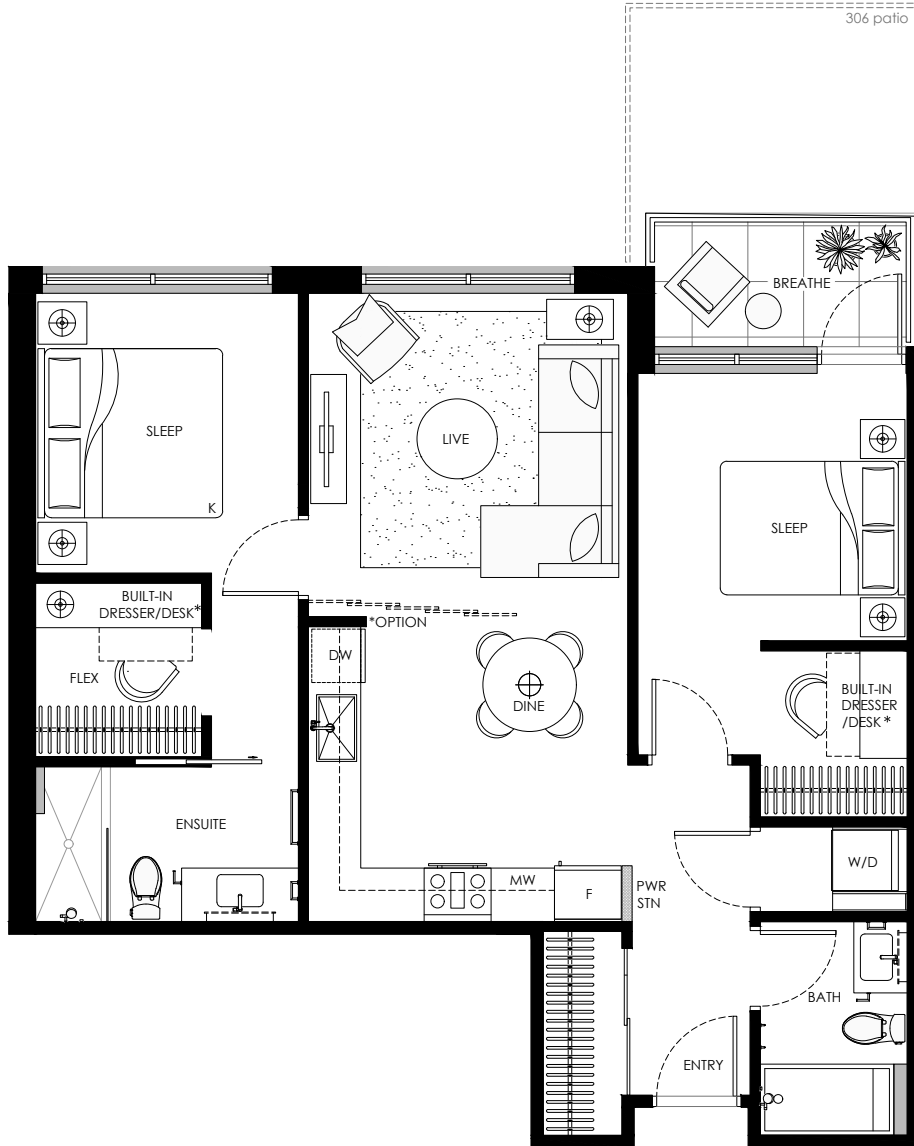 306 patio
BREATHE
SLEEP
K
LIVE
SLEEP
BUILT-IN
DRESSER/DESK*
*OPTION
DW
FLEX
DINE
BUILT-IN
DRESSER
/DESK*
ENSUITE
MW
F
PWR
STN
W/D
BATH
ENTRY